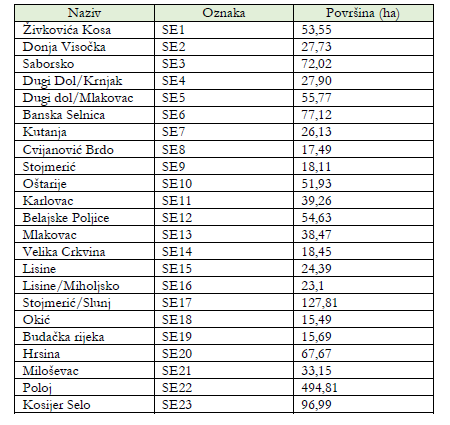 Naziv Oznaka Površina (ha)
Živkovića Kosa SE1 53,55
Donja Visočka SE2 27,73
Saborsko SE3 72,02
Dugi Dol/Krnjak SE4 27,90
Dugi dol/Mlakovac SE5 55,77
Banska Selnica SE6 77,12
Kutanja SE7 26,13
Cvijanović Brdo SE8 17,49
Stojmerić SE9 18,11
Oštarije SE10 51,93
Karlovac SE11 39,26
Belajske Poljice SE12 54,63
Mlakovac SE13 38,47
Velika Crkvina SE14 18,45
Lisine SE15 24,39
Lisine/Miholjsko SE16 23,1
Stojmerić/Slunj SE17 127,81
Okić SE18 15,49
Budačka rijeka SE19 15,69
Hrsina SE20 67,67
Miloševac SE21 33,15
Poloj SE22 494,81
Kosijer Selo SE23 96,99